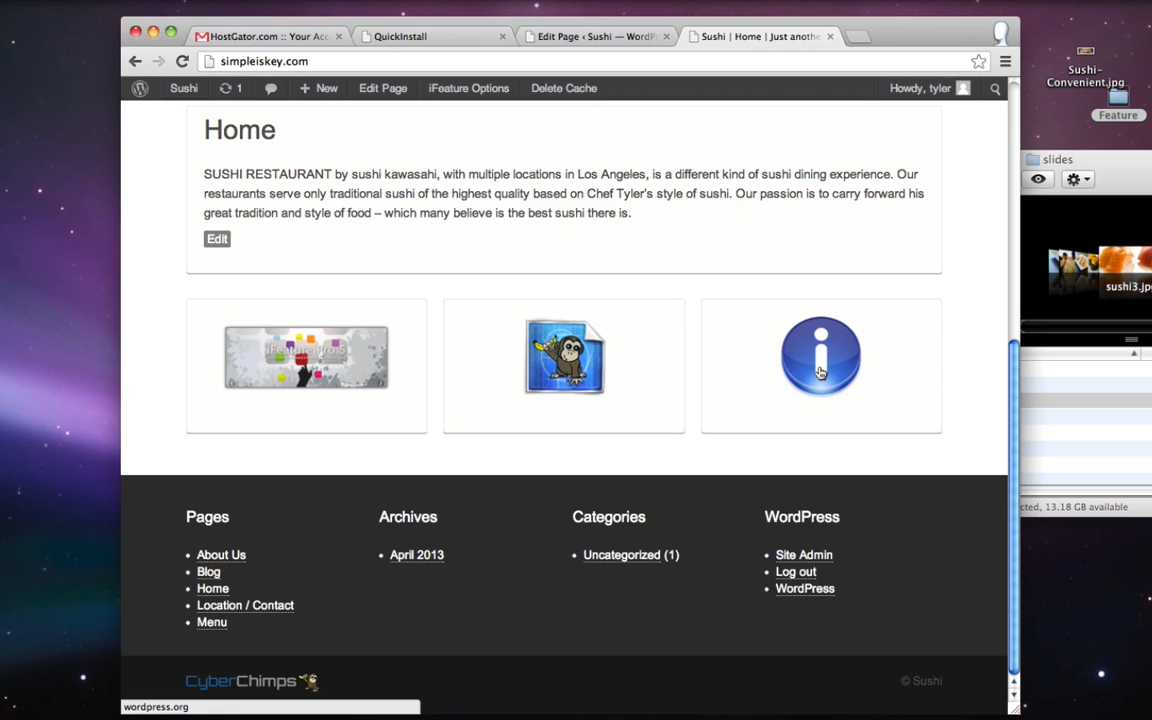 HostGator.com :: Your Acc
QuickInstall
Edit Page ‹ Sushi — WordPr
Sushi | Home | Just anothe
simpleiskey.com
Sushi
1
New
Edit Page
iFeature Options
Delete Cache
Howdy, tyler
Home
SUSHI RESTAURANT by sushi kawasaki, with multiple locations in Los Angeles, is a different kind of sushi dining experience. Our
restaurants serve only traditional sushi of the highest quality based on Chef Tyler's style of sushi. Our passion is to carry forward his
great tradition and style of food – which many believe is the best sushi there is.
Edit
iFeaturePro 5
Pages
About Us
Blog
Home
Location / Contact
Menu
Archives
April 2013
Categories
Uncategorized (1)
WordPress
Site Admin
Log out
WordPress
CyberChimps
© Sushi
wordpress.org
Sushi-
Convenient.jpg
Feature
slides
sushi3.jp
cted, 13.18 GB available